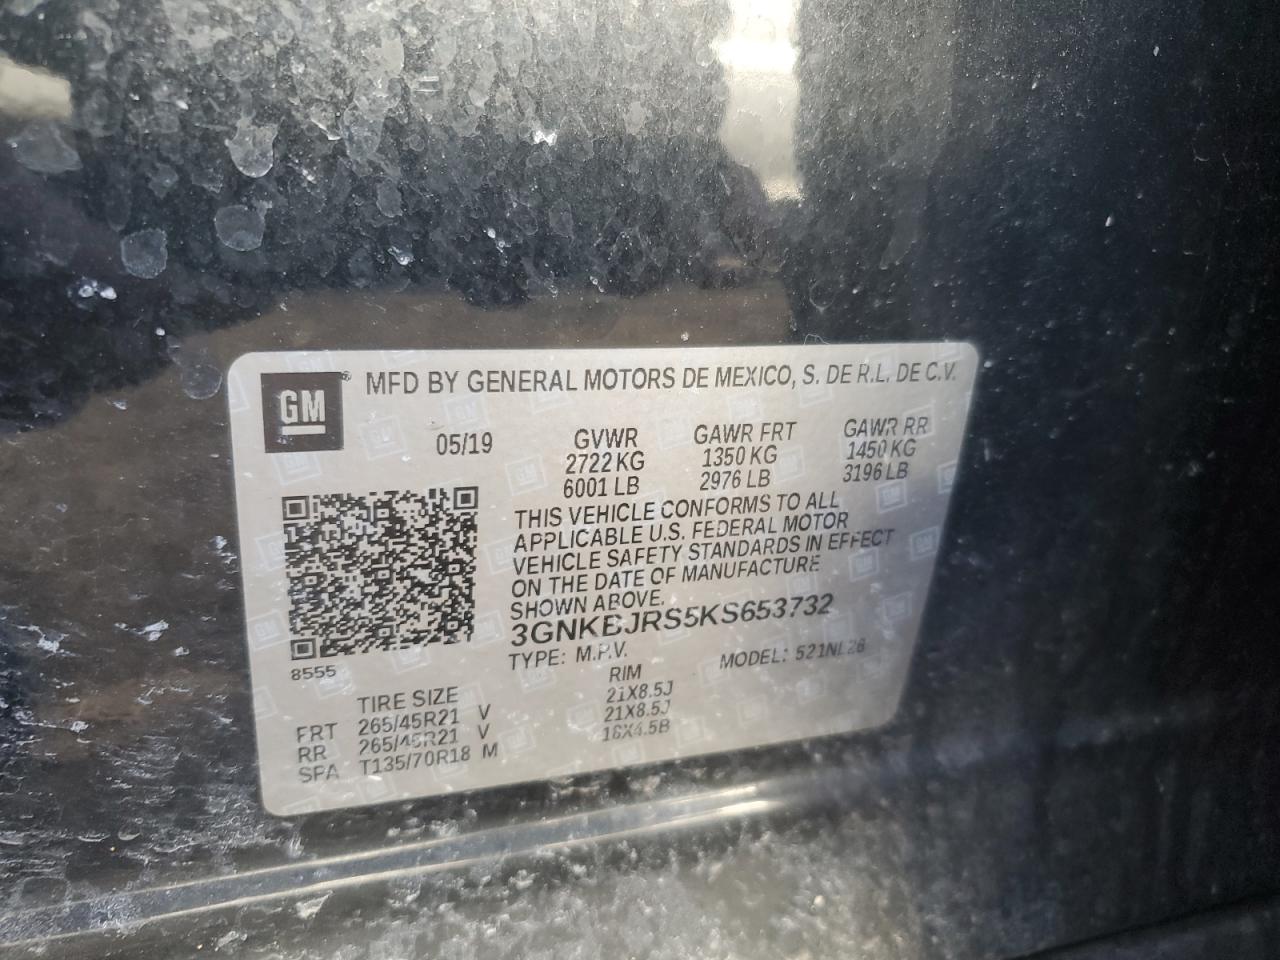 GM
MFD BY GENERAL MOTORS DE MEXICO, S. DE R.L. DE C.V.
05/19 GVWR GAWR FRT GAWR RR
2722 KG 1350 KG 1450 KG
6001 LB 2976 LB 3196 LB
THIS VEHICLE CONFORMS TO ALL
APPLICABLE U.S. FEDERAL MOTOR
VEHICLE SAFETY STANDARDS IN EFFECT
ON THE DATE OF MANUFACTURE
SHOWN ABOVE.
3GNKBJRS5KS653732
TYPE: M.P.V. MODEL: 521NL26
8555
TIRE SIZE RIM
FRT 265/45R21 V 21X8.5J
RR 265/45R21 V 21X8.5J
SPA T135/70R18 M 18X4.5B